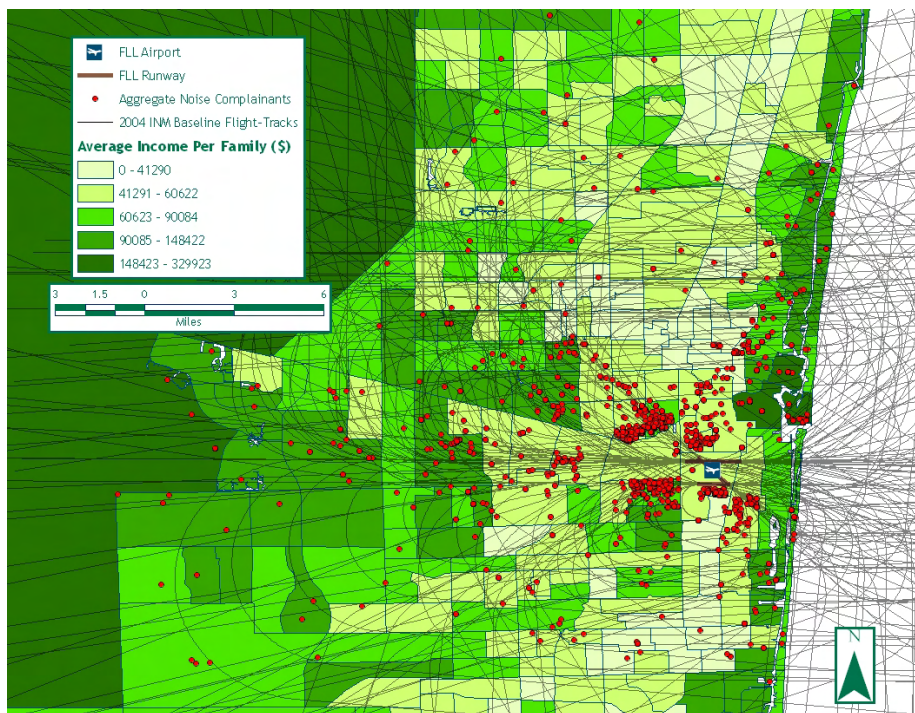 FLL Airport
FLL Runway
Aggregate Noise Complainants
2004 INM Baseline Flight-Tracks
Average Income Per Family ($)
0 - 41290
41291 - 60622
60623 - 90084
90085 - 148422
148423 - 329923
3 1.5 0 3 6
Miles
N